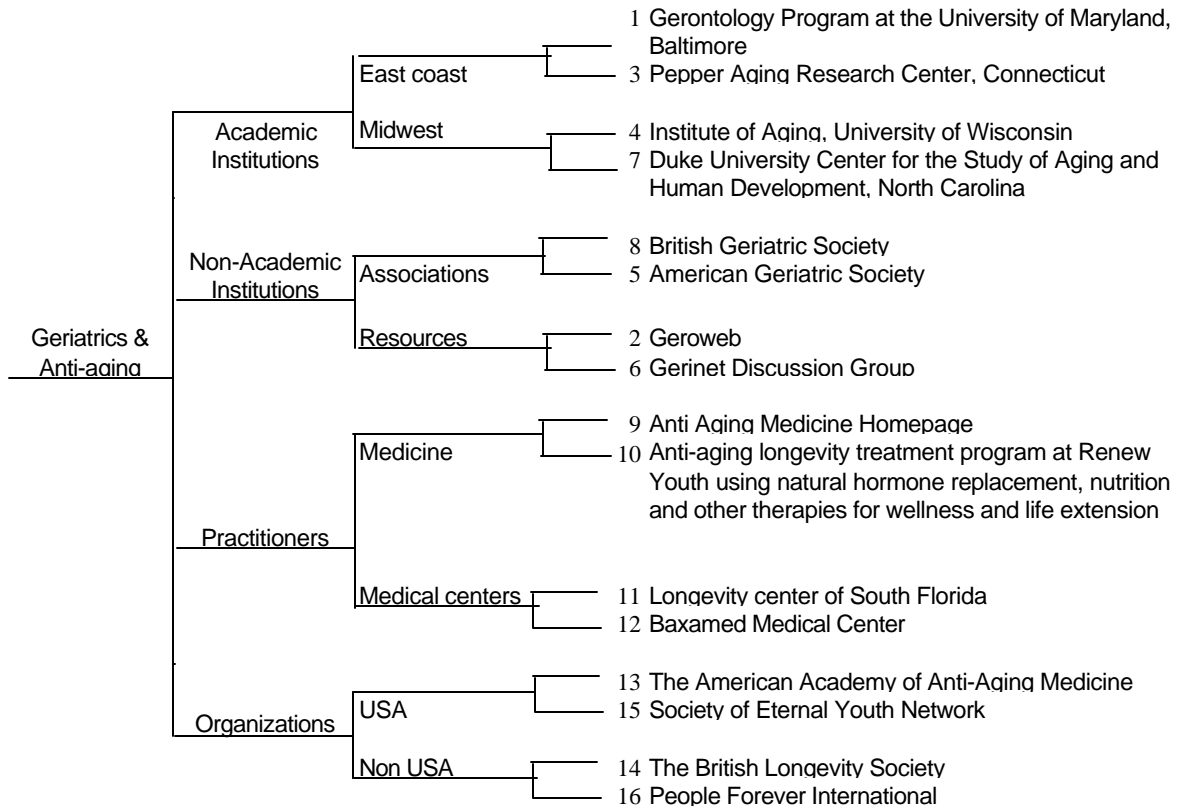 1 Gerontology Program at the University of Maryland,
Baltimore
East coast
3 Pepper Aging Research Center, Connecticut
Academic
Institutions
Midwest
4 Institute of Aging, University of Wisconsin
7 Duke University Center for the Study of Aging and
Human Development, North Carolina
Non-Academic
Institutions
Associations
8 British Geriatric Society
5 American Geriatric Society
Geriatrics &
Anti-aging
Resources
2 Geroweb
6 Gerinet Discussion Group
Practitioners
Medicine
9 Anti Aging Medicine Homepage
10 Anti-aging longevity treatment program at Renew
Youth using natural hormone replacement, nutrition
and other therapies for wellness and life extension
Medical centers
11 Longevity center of South Florida
12 Baxamed Medical Center
Organizations
USA
13 The American Academy of Anti-Aging Medicine
15 Society of Eternal Youth Network
Non USA
14 The British Longevity Society
16 People Forever International